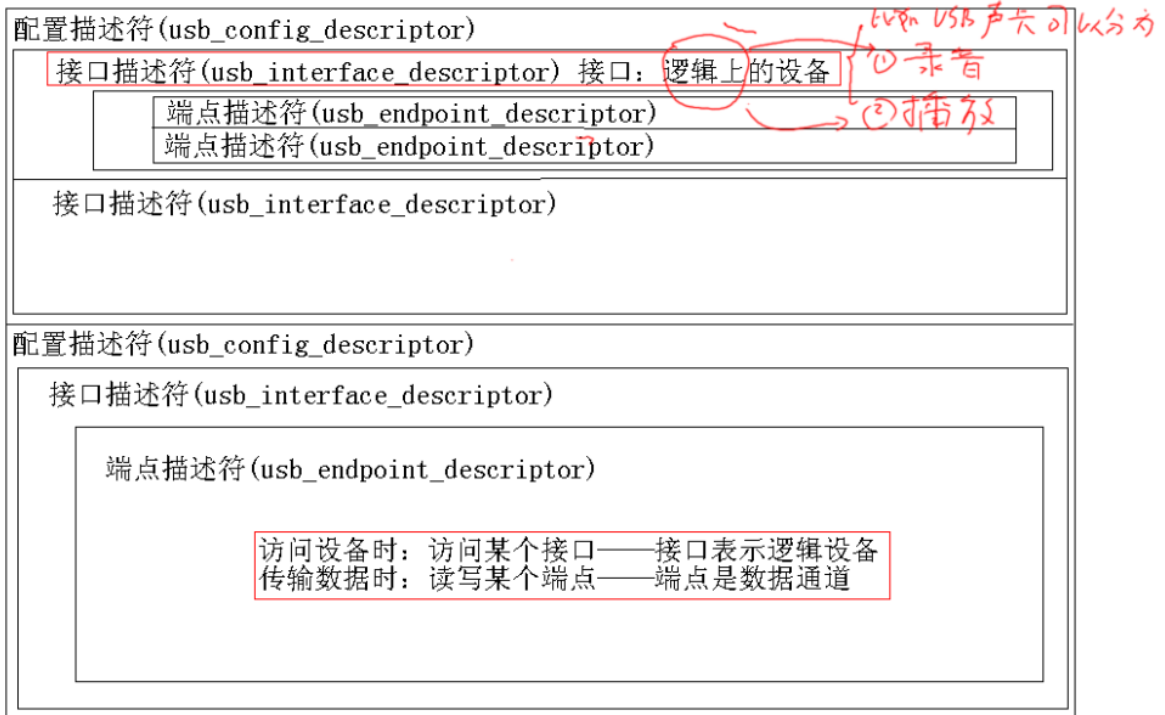 配置描述符(usb_config_descriptor)
比如 USB声卡可以分为
接口描述符(usb_interface_descriptor) 接口：逻辑上的设备
①录音
端点描述符(usb_endpoint_descriptor)
②播放
端点描述符(usb_endpoint_descriptor)
接口描述符(usb_interface_descriptor)
配置描述符(usb_config_descriptor)
接口描述符(usb_interface_descriptor)
端点描述符(usb_endpoint_descriptor)
访问设备时：访问某个接口——接口表示逻辑设备
传输数据时：读写某个端点——端点是数据通道